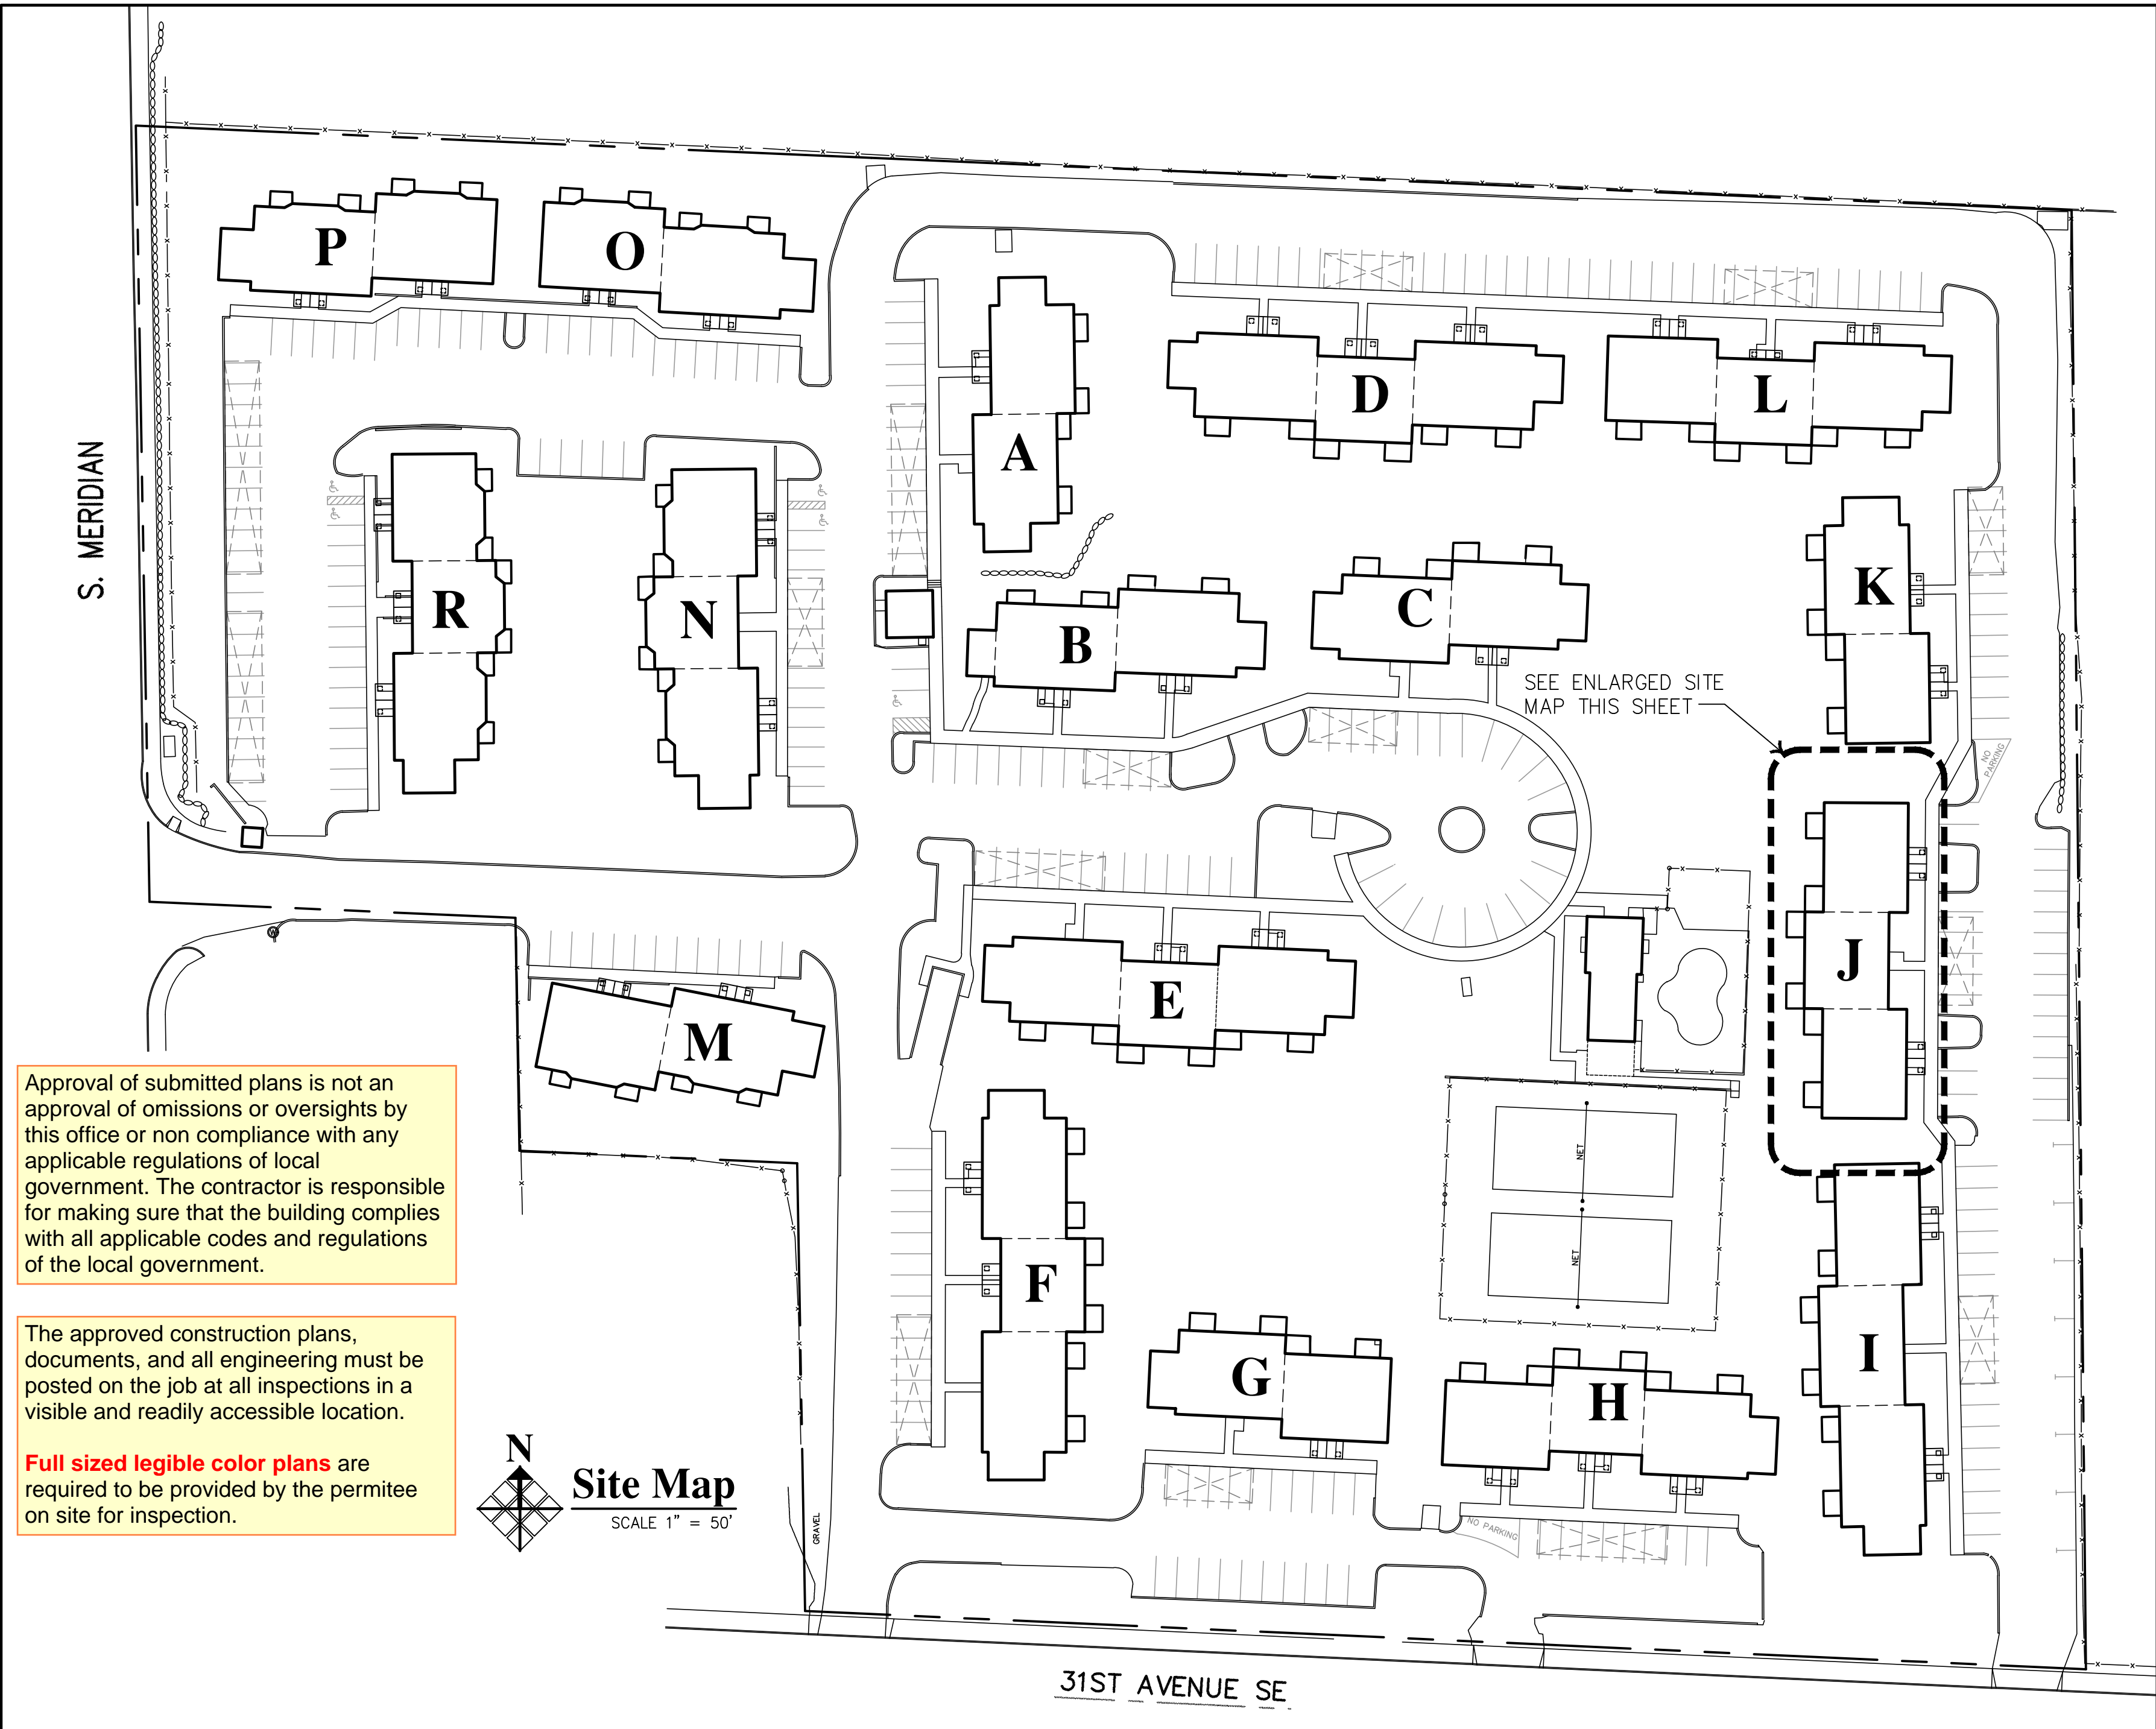 P
O
A
D
L
S. MERIDIAN
R
N
B
C
K
SEE ENLARGED SITE
MAP THIS SHEET
NO
PARKING
J
E
M
Approval of submitted plans is not an
approval of omissions or oversights by
this office or non compliance with any
applicable regulations of local
government. The contractor is responsible
for making sure that the building complies
with all applicable codes and regulations
of the local government.
NET
NET
F
G
H
I
The approved construction plans,
documents, and all engineering must be
posted on the job at all inspections in a
visible and readily accessible location.
Full sized legible color plans are
required to be provided by the permitee
on site for inspection.
N
Site Map
SCALE 1" = 50'
GRAVEL
NO PARKING
31ST AVENUE SE